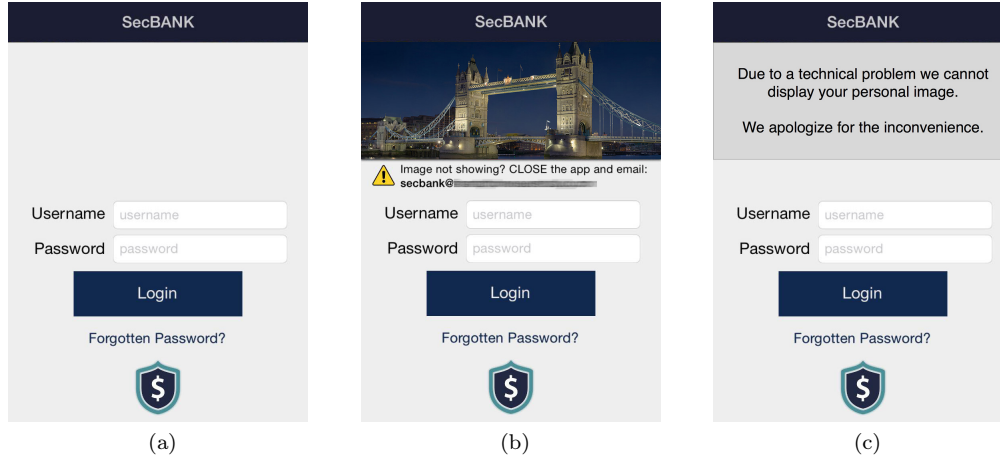 SecBANK
Username
username
Password
password
Login
Forgotten Password?
$
(a)
SecBANK
Image not showing? CLOSE the app and email:
secbank@
Username
username
Password
password
Login
Forgotten Password?
$
(b)
SecBANK
Due to a technical problem we cannot
display your personal image.
We apologize for the inconvenience.
Username
username
Password
password
Login
Forgotten Password?
$
(c)